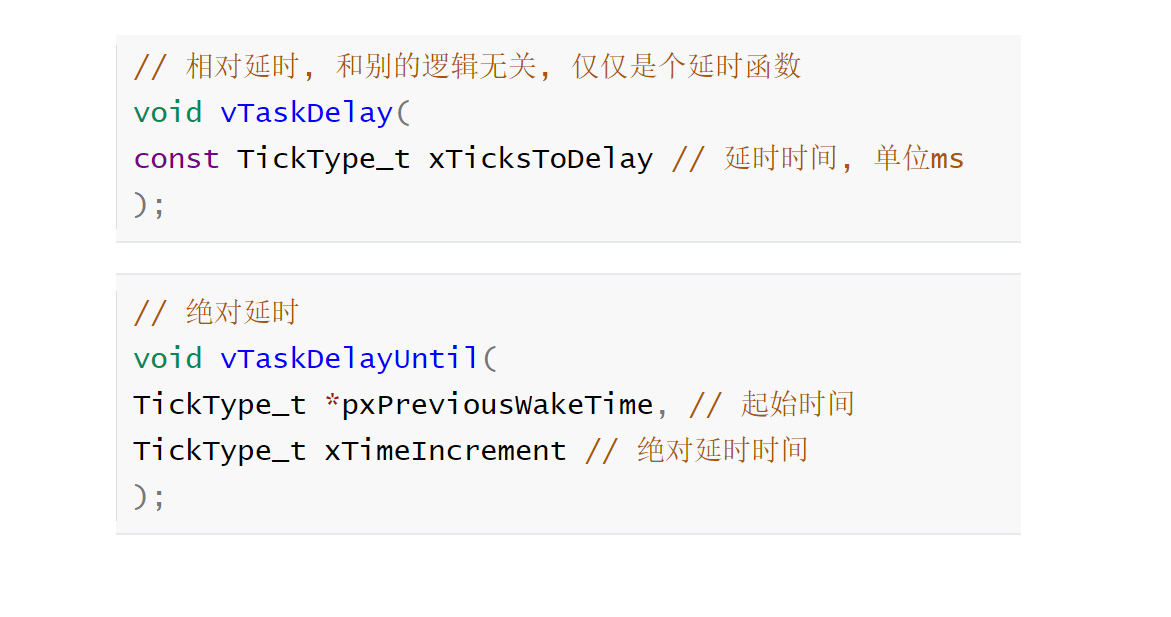 // 相对延时, 和别的逻辑无关, 仅仅是个延时函数
void vTaskDelay(
const TickType_t xTicksToDelay // 延时时间, 单位ms
);
// 绝对延时
void vTaskDelayUntil(
TickType_t *pxPreviousWakeTime, // 起始时间
TickType_t xTimeIncrement // 绝对延时时间
);